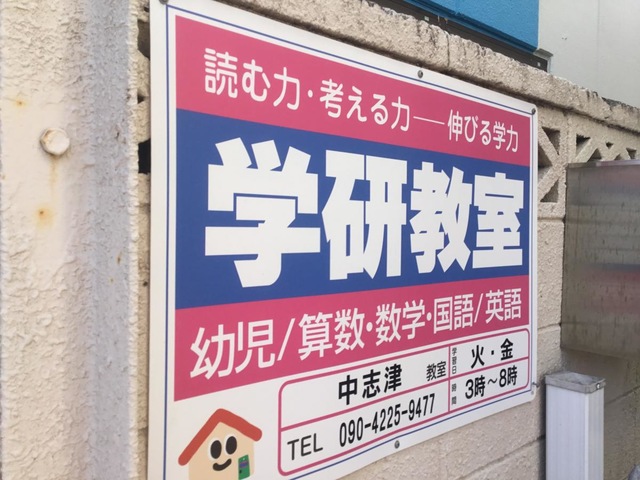 読む力・考える力──伸びる学力
学研教室
幼児/算数・数学・国語/英語
中志津 教室
TEL 090-4225-9477
学習日 火・金
時間 3時～8時